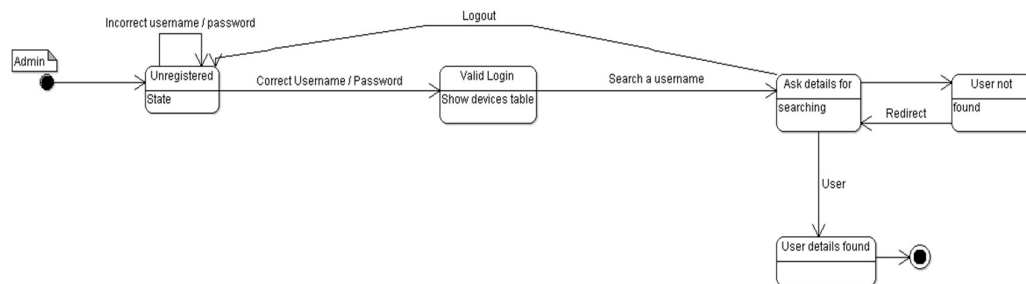 Logout
Incorrect username / password
Admin
Unregistered
State
Correct Username / Password
Valid Login
Show devices table
Search a username
Ask details for
searching
User not
found
Redirect
User
User details found